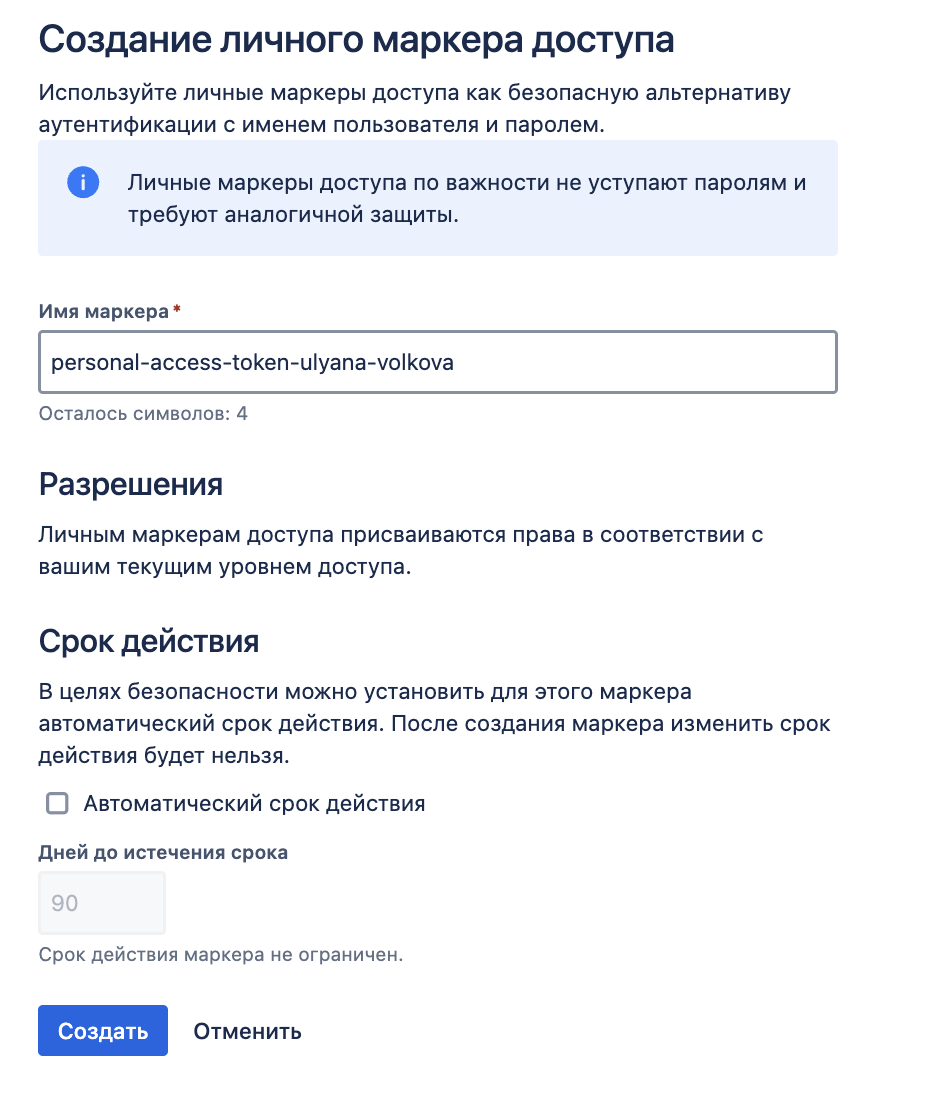 Создание личного маркера доступа
Используйте личные маркеры доступа как безопасную альтернативу
аутентификации с именем пользователя и паролем.
Личные маркеры доступа по важности не уступают паролям и
требуют аналогичной защиты.
Имя маркера*
personal-access-token-ulyana-volkova
Осталось символов: 4
Разрешения
Личным маркерам доступа присваиваются права в соответствии с
вашим текущим уровнем доступа.
Срок действия
В целях безопасности можно установить для этого маркера
автоматический срок действия. После создания маркера изменить срок
действия будет нельзя.
Автоматический срок действия
Дней до истечения срока
90
Срок действия маркера не ограничен.
Создать Отменить